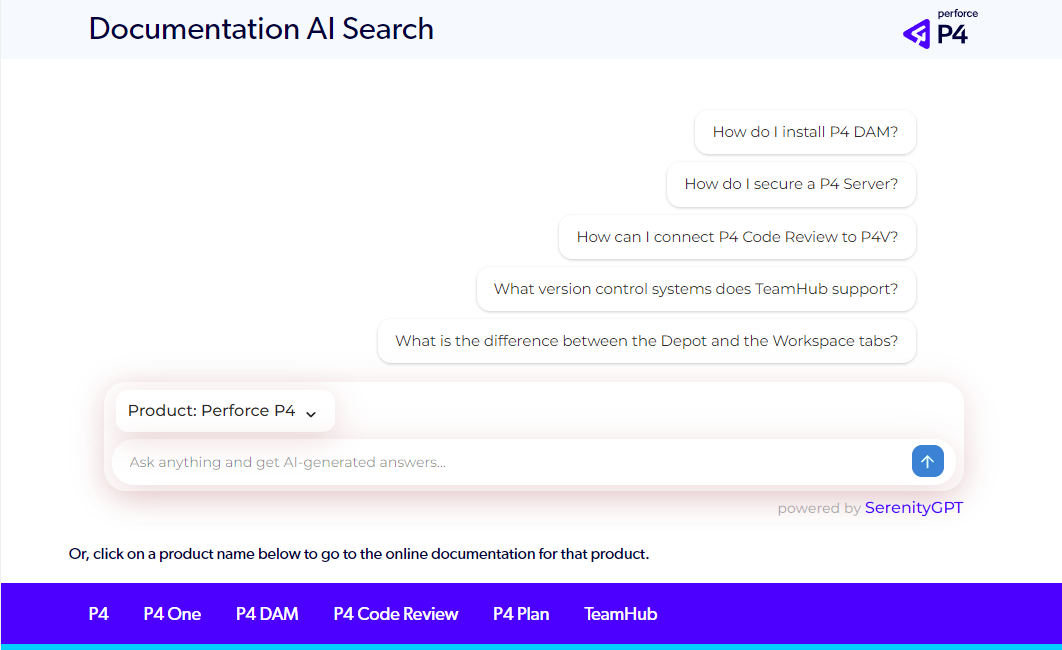 Documentation AI Search
perforce
P4
How do I install P4 DAM?
How do I secure a P4 Server?
How can I connect P4 Code Review to P4V?
What version control systems does TeamHub support?
What is the difference between the Depot and the Workspace tabs?
Product: Perforce P4
Ask anything and get AI-generated answers...
powered by SerenityGPT
Or, click on a product name below to go to the online documentation for that product.
P4 P4 One P4 DAM P4 Code Review P4 Plan TeamHub